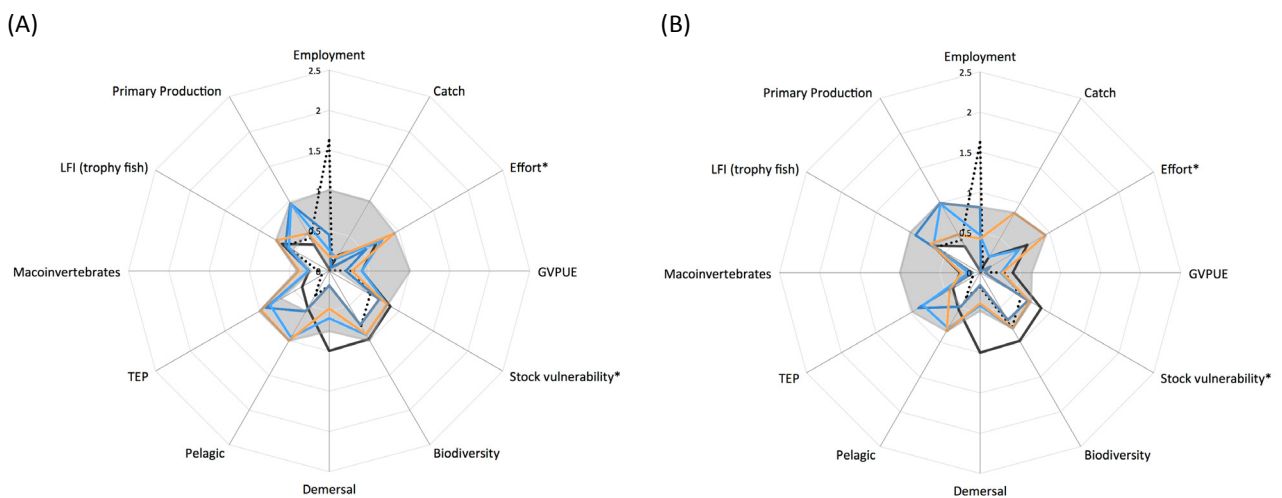 (A)
Employment
2.5
Primary Production
Catch
2
LFI (trophy fish)
1.5
Effort*
1
0.5
Macoinvertebrates
0
GVPUE
TEP
Stock vulnerability*
Pelagic
Biodiversity
Demersal
(B)
Employment
2.5
Primary Production
Catch
2
LFI (trophy fish)
1.5
Effort*
1
0.5
Macoinvertebrates
0
GVPUE
TEP
Stock vulnerability*
Pelagic
Biodiversity
Demersal